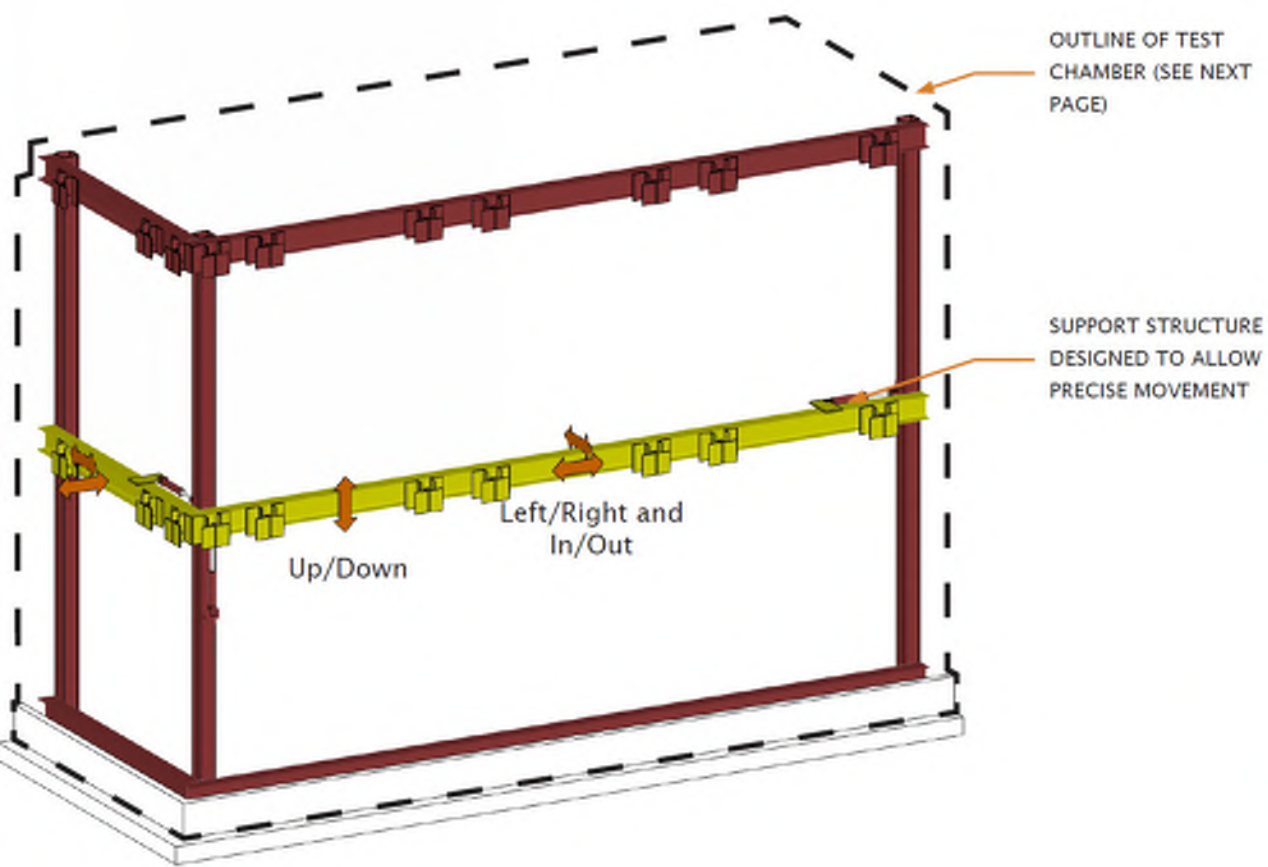 OUTLINE OF TEST
CHAMBER (SEE NEXT
PAGE)
SUPPORT STRUCTURE
DESIGNED TO ALLOW
PRECISE MOVEMENT
Left/Right and
In/Out
Up/Down